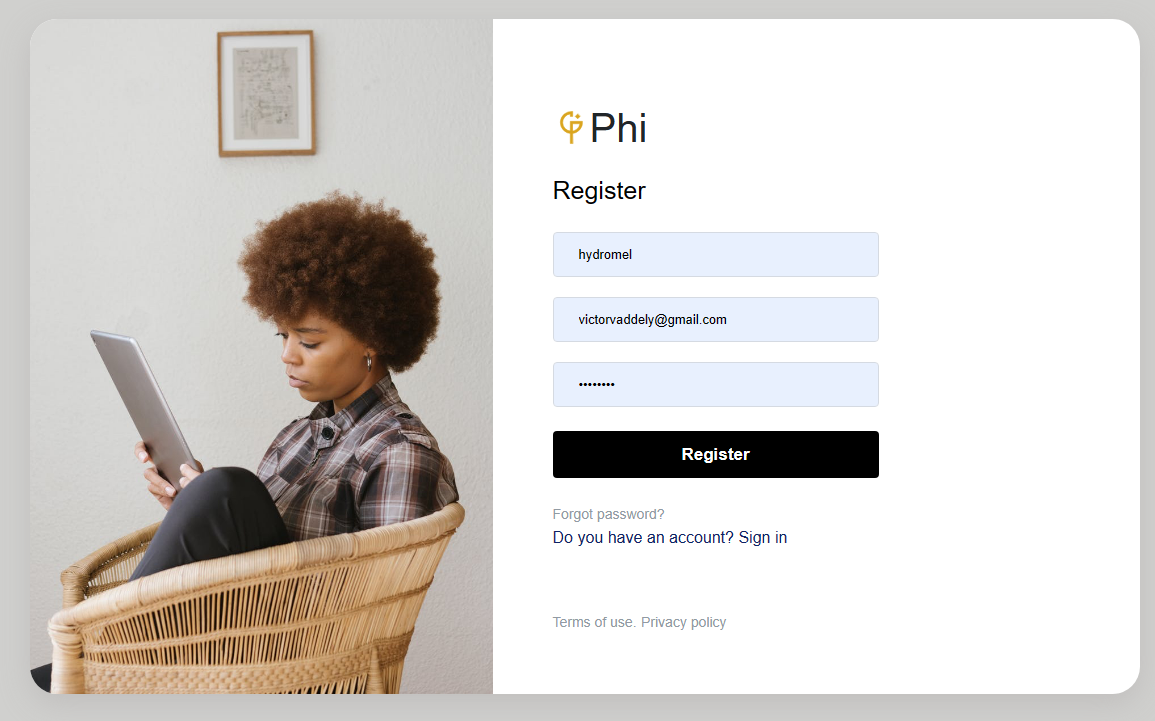 Phi
Register
hydromel
victorvaddely@gmail.com
••••••••
Register
Forgot password?
Do you have an account? Sign in
Terms of use. Privacy policy